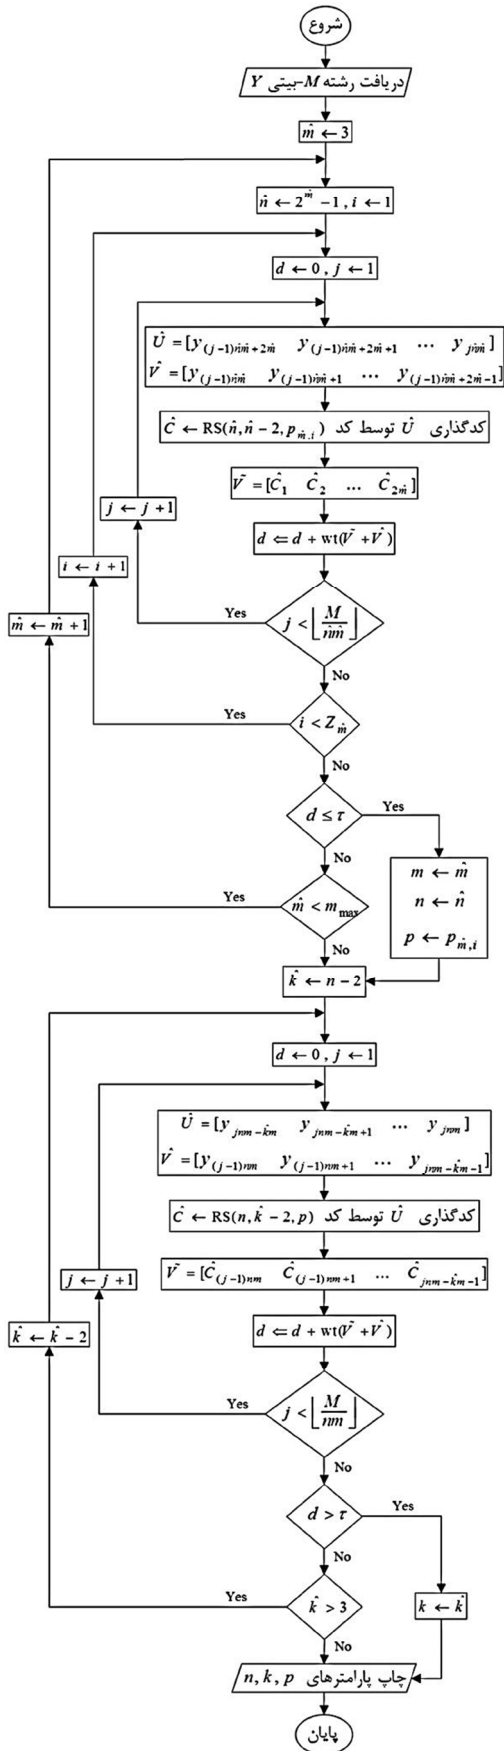 شروع
دریافت رشته M-بیتی Y
m̂ ← 3
n̂ ← 2^m̂ − 1 , i ← 1
d ← 0 , j ← 1
Û = [y_(j−1)n̂m̂+2m̂ y_(j−1)n̂m̂+2m̂+1 ... y_jn̂m̂]
V̂ = [y_(j−1)n̂m̂ y_(j−1)n̂m̂+1 ... y_(j−1)n̂m̂+2m̂−1]
کدگذاری Û توسط کد Ĉ ← RS(n̂, n̂ − 2, p_m̂,i)
Ṽ = [Ĉ_1 Ĉ_2 ... Ĉ_2m̂]
j ← j + 1
d ⇐ d + wt(Ṽ + V̂)
i ← i + 1
m̂ ← m̂ + 1
Yes
j < ⌊M / n̂m̂⌋
No
Yes
i < Z_m̂
No
d ≤ τ
Yes
No
m ← m̂
n ← n̂
p ← p_m̂,i
Yes
m̂ < m_max
No
k̂ ← n − 2
d ← 0 , j ← 1
Û = [y_jnm−k̂m y_jnm−k̂m+1 ... y_jnm]
V̂ = [y_(j−1)nm y_(j−1)nm+1 ... y_jnm−k̂m−1]
کدگذاری Û توسط کد Ĉ ← RS(n, k̂ − 2, p)
j ← j + 1
Ṽ = [Ĉ_(j−1)nm Ĉ_(j−1)nm+1 ... Ĉ_jnm−k̂m−1]
k̂ ← k̂ − 2
d ⇐ d + wt(Ṽ + V̂)
Yes
j < ⌊M / nm⌋
No
d > τ
Yes
No
Yes
k̂ > 3
k ← k̂
No
چاپ پارامترهای n, k, p
پایان